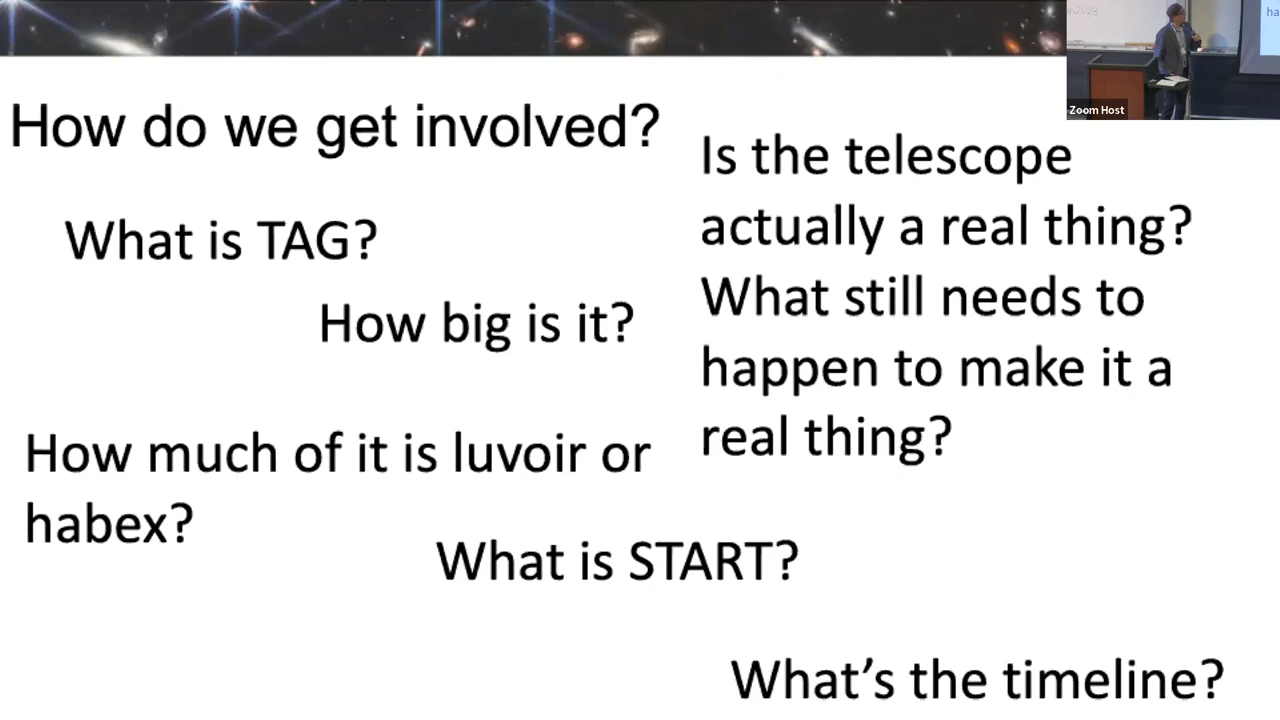 How do we get involved?
What is TAG?
How big is it?
How much of it is luvoir or
habex?
What is START?
Is the telescope
actually a real thing?
What still needs to
happen to make it a
real thing?
What's the timeline?
Zoom Host
ha